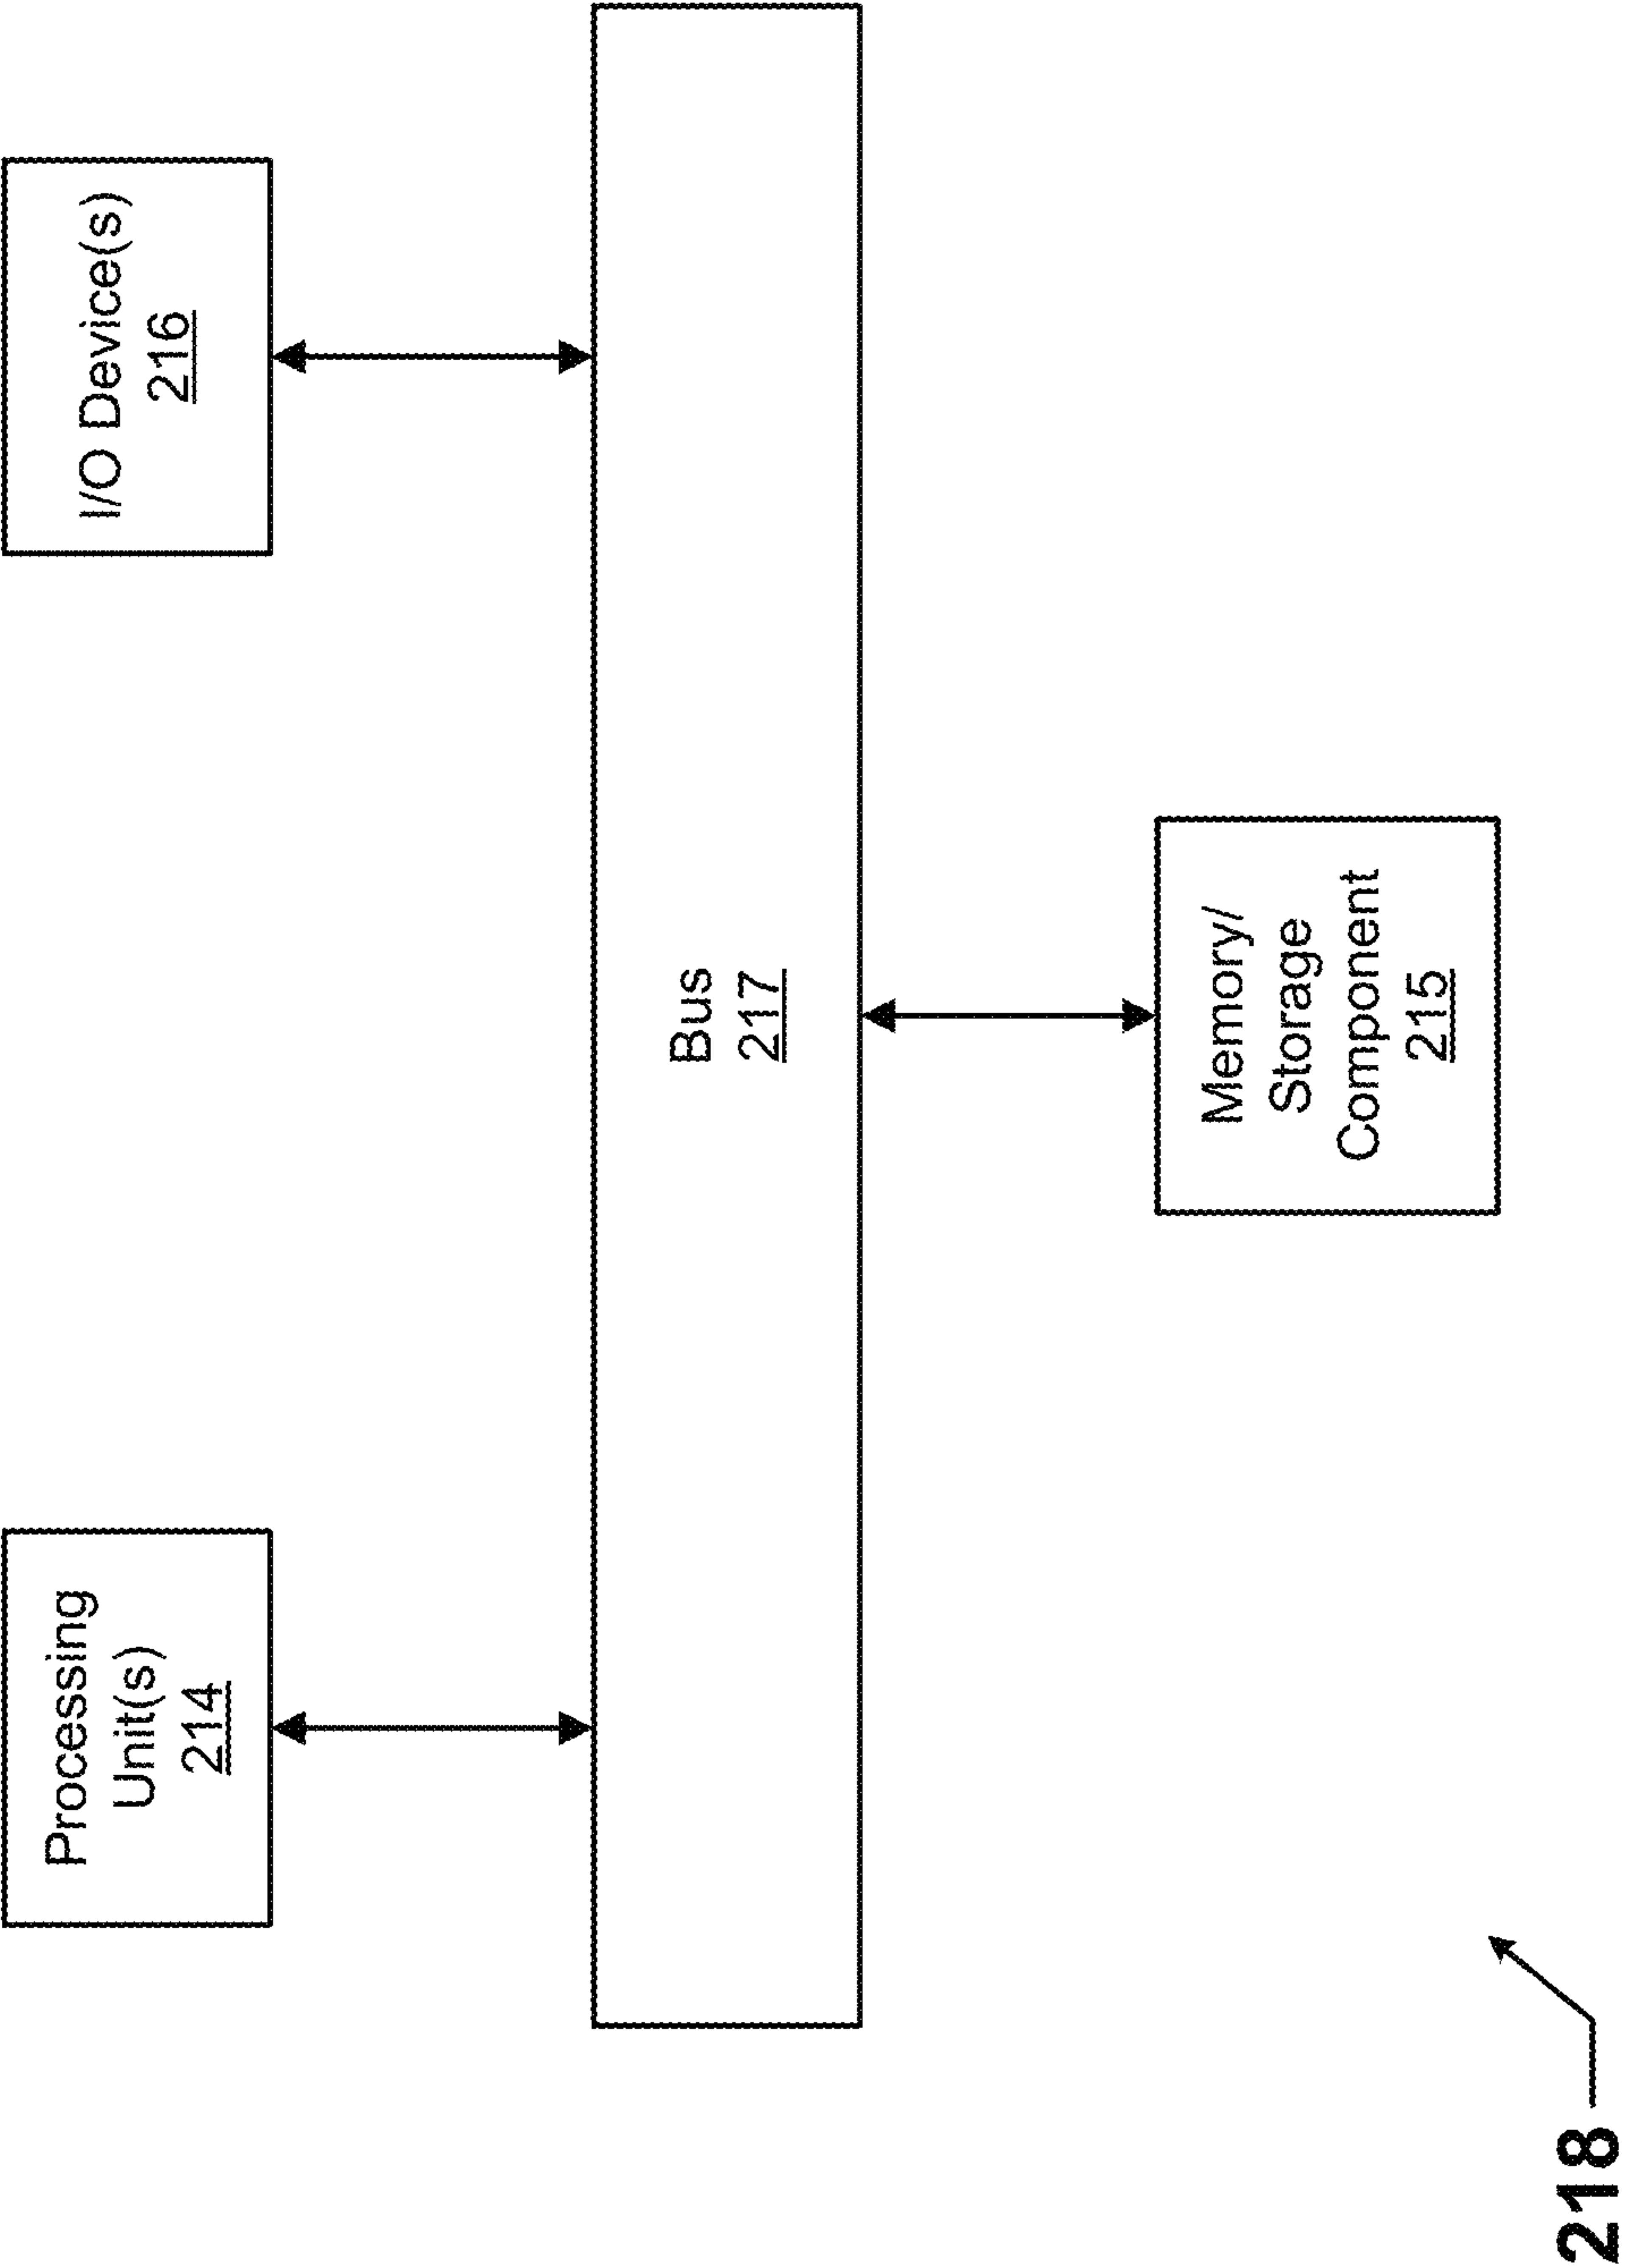 Processing
Unit(s)
214
I/O Device(s)
216
Bus
217
Memory/
Storage
Component
215
218